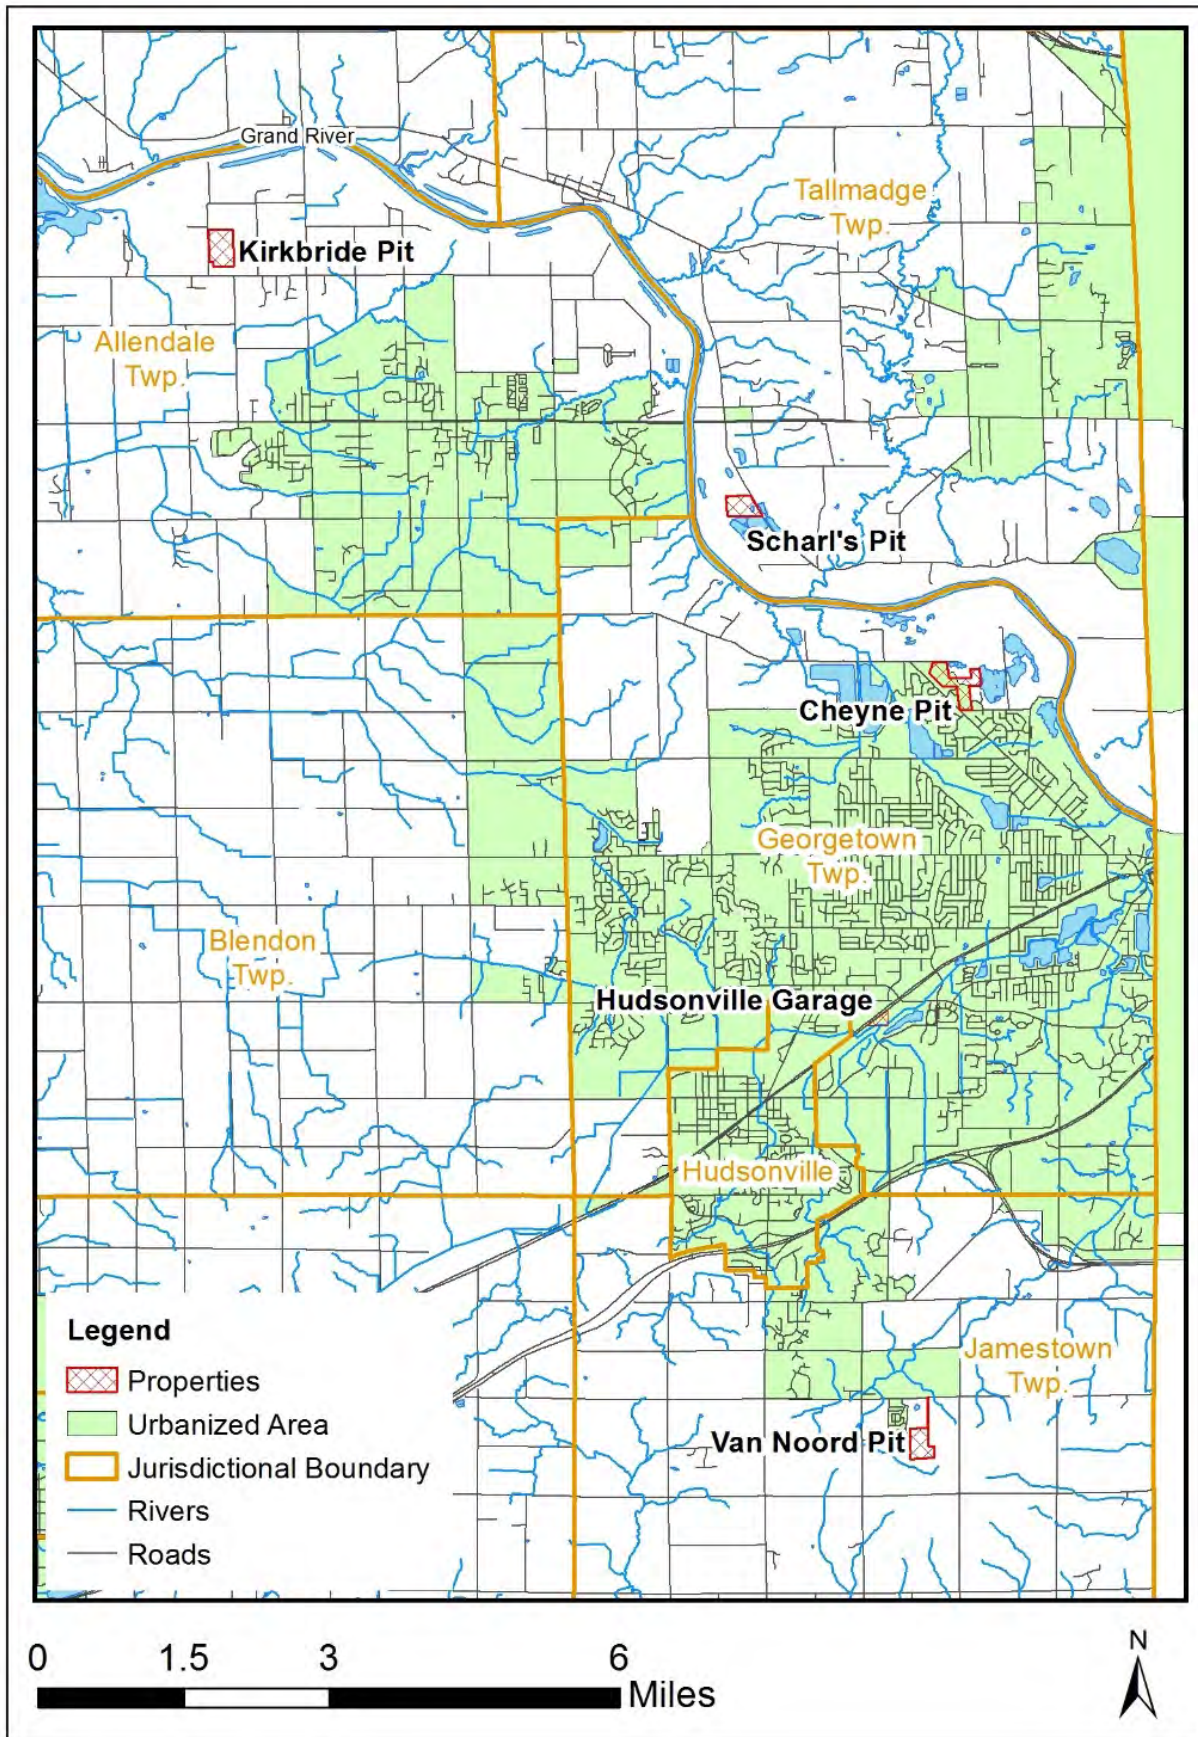 Grand River
Tallmadge
Twp.
Kirkbride Pit
Allendale
Twp.
Scharl's Pit
Cheyne Pit
Georgetown
Twp.
Blendon
Twp.
Hudsonville Garage
Hudsonville
Jamestown
Twp.
Van Noord Pit
Legend
Properties
Urbanized Area
Jurisdictional Boundary
Rivers
Roads
0 1.5 3 6
Miles
N